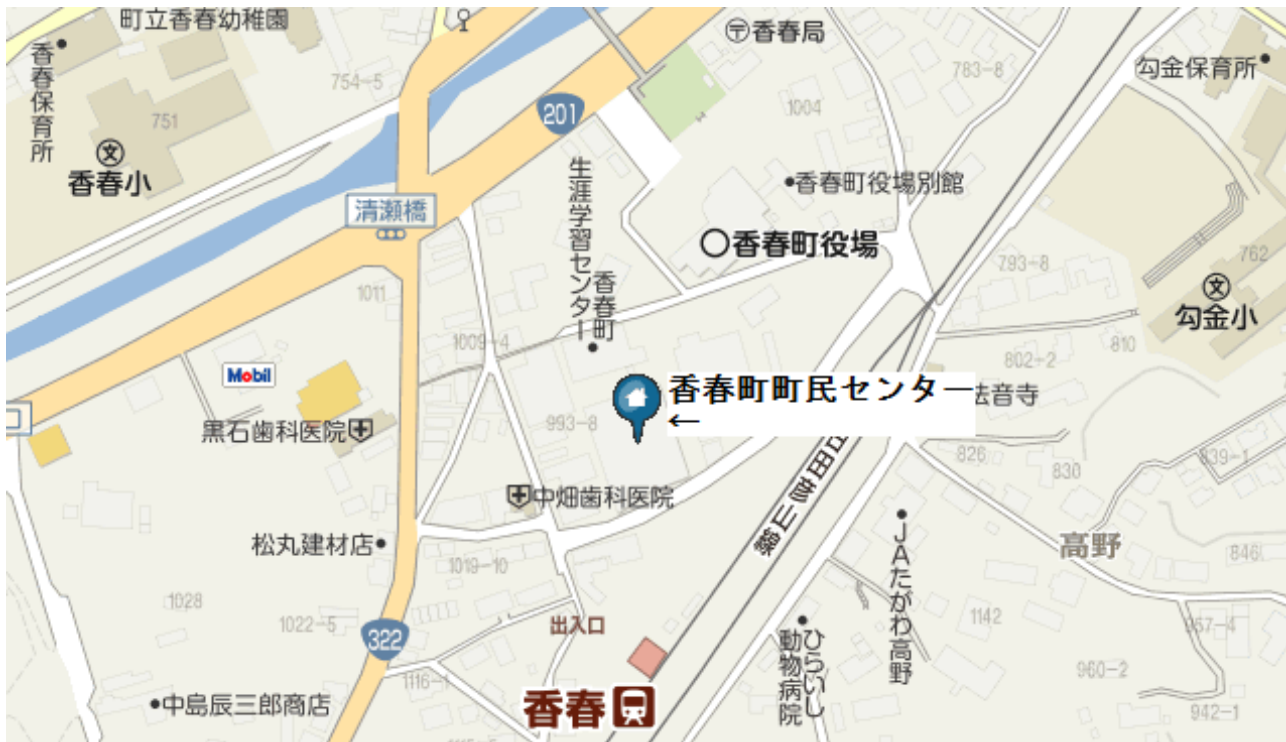 町立香春幼稚園
香春保育所
754-5
751
文
香春小
201
〒香春局
1004
783-8
勾金保育所
香春町役場別館
清瀬橋
香春町
生涯学習センター
香春町役場
793-8
762
文
勾金小
1011
1009-4
802-2
810
Mobil
香春町町民センター
←
法音寺
993-8
黒石歯科医院
826
830
839-1
中畑歯科医院
日田彦山線
松丸建材店
1019-10
JAたがわ高野
高野
846
1028
1022-5
322
出入口
1142
ひらいし
動物病院
957-4
960-2
1116-1
中島辰三郎商店
香春
942-1